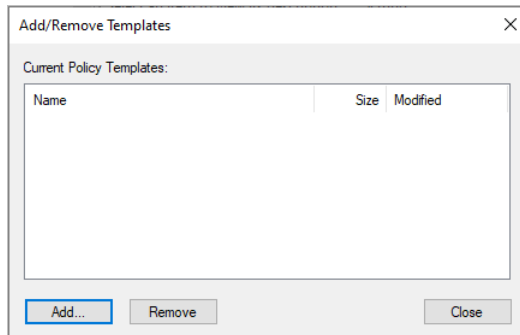 Add/Remove Templates
Current Policy Templates:
Name Size Modified
Add... Remove Close